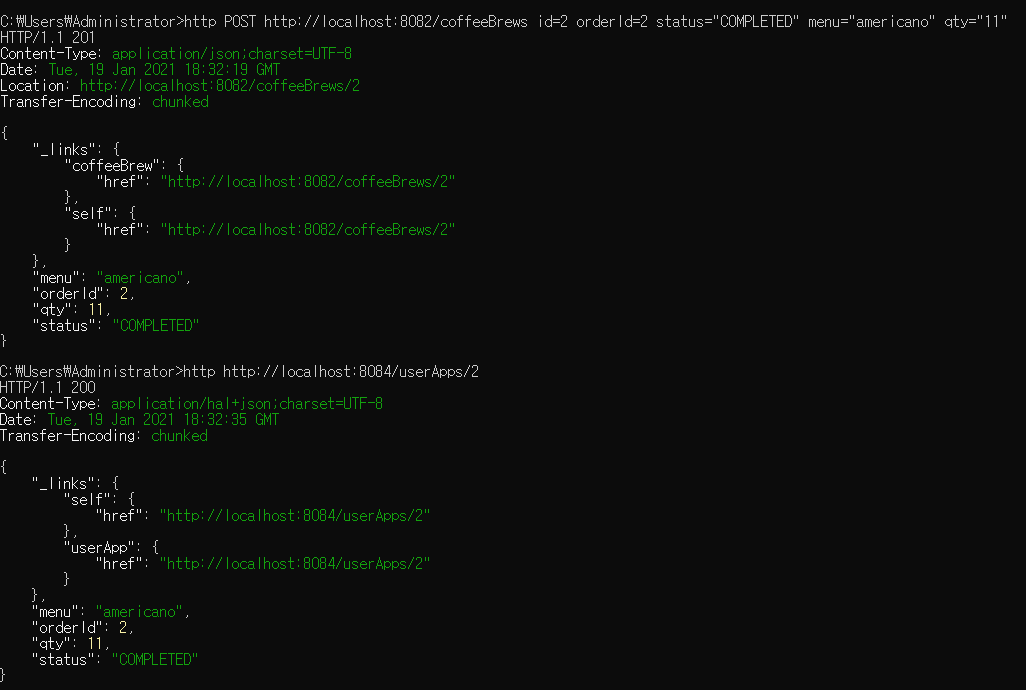 C:₩Users₩Administrator>http POST http://localhost:8082/coffeeBrews id=2 orderId=2 status="COMPLETED" menu="americano" qty="11"
HTTP/1.1 201
Content-Type: application/json;charset=UTF-8
Date: Tue, 19 Jan 2021 18:32:19 GMT
Location: http://localhost:8082/coffeeBrews/2
Transfer-Encoding: chunked

{
    "_links": {
        "coffeeBrew": {
            "href": "http://localhost:8082/coffeeBrews/2"
        },
        "self": {
            "href": "http://localhost:8082/coffeeBrews/2"
        }
    },
    "menu": "americano",
    "orderId": 2,
    "qty": 11,
    "status": "COMPLETED"
}

C:₩Users₩Administrator>http http://localhost:8084/userApps/2
HTTP/1.1 200
Content-Type: application/hal+json;charset=UTF-8
Date: Tue, 19 Jan 2021 18:32:35 GMT
Transfer-Encoding: chunked

{
    "_links": {
        "self": {
            "href": "http://localhost:8084/userApps/2"
        },
        "userApp": {
            "href": "http://localhost:8084/userApps/2"
        }
    },
    "menu": "americano",
    "orderId": 2,
    "qty": 11,
    "status": "COMPLETED"
}